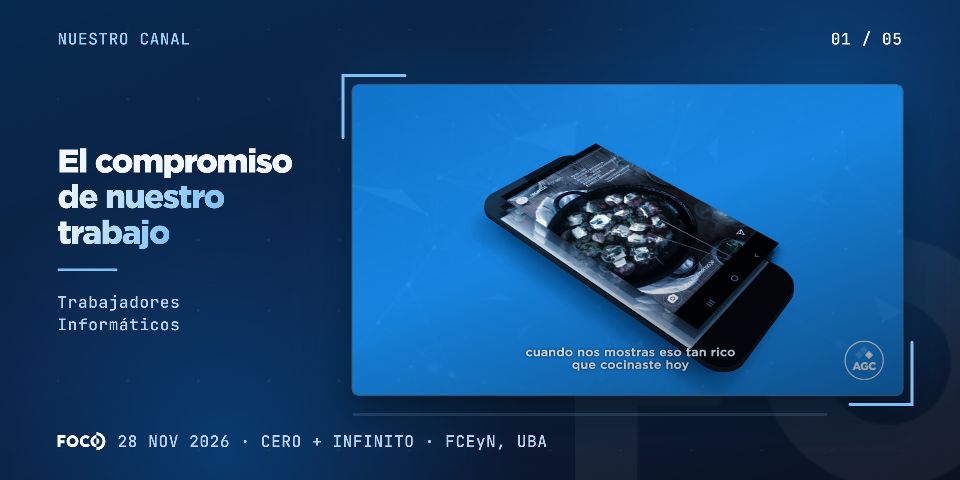 NUESTRO CANAL
01 / 05
El compromiso
de nuestro
trabajo
Trabajadores
Informáticos
cuando nos mostras eso tan rico
que cocinaste hoy
AGC
FOCO 28 NOV 2026 · CERO + INFINITO · FCEyN, UBA